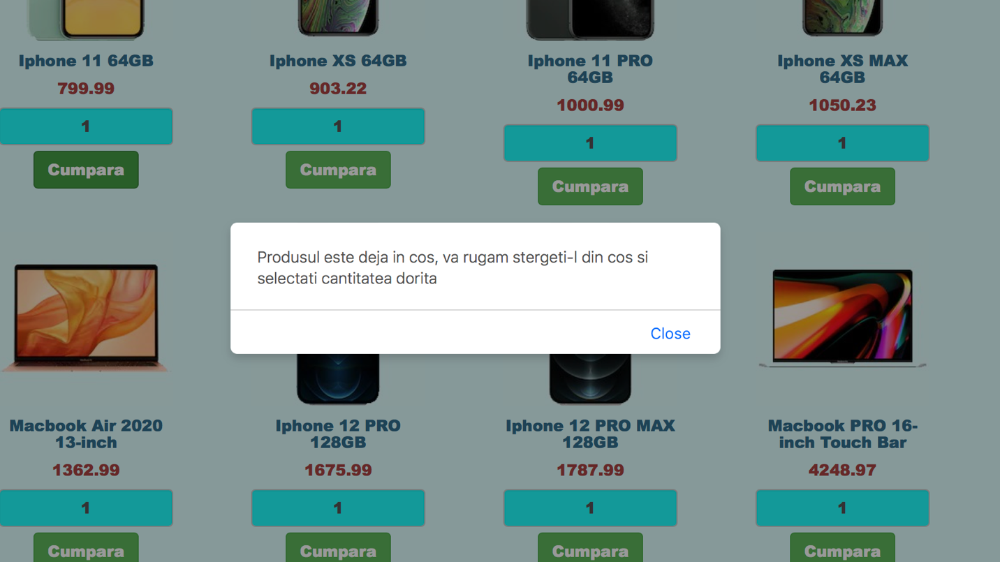 Iphone 11 64GB
799.99
1
Cumpara
Iphone XS 64GB
903.22
1
Cumpara
Iphone 11 PRO
64GB
1000.99
1
Cumpara
Iphone XS MAX
64GB
1050.23
1
Cumpara
Produsul este deja in cos, va rugam stergeti-l din cos si
selectati cantitatea dorita
Close
Macbook Air 2020
13-inch
1362.99
1
Cumpara
Iphone 12 PRO
128GB
1675.99
1
Cumpara
Iphone 12 PRO MAX
128GB
1787.99
1
Cumpara
Macbook PRO 16-
inch Touch Bar
4248.97
1
Cumpara